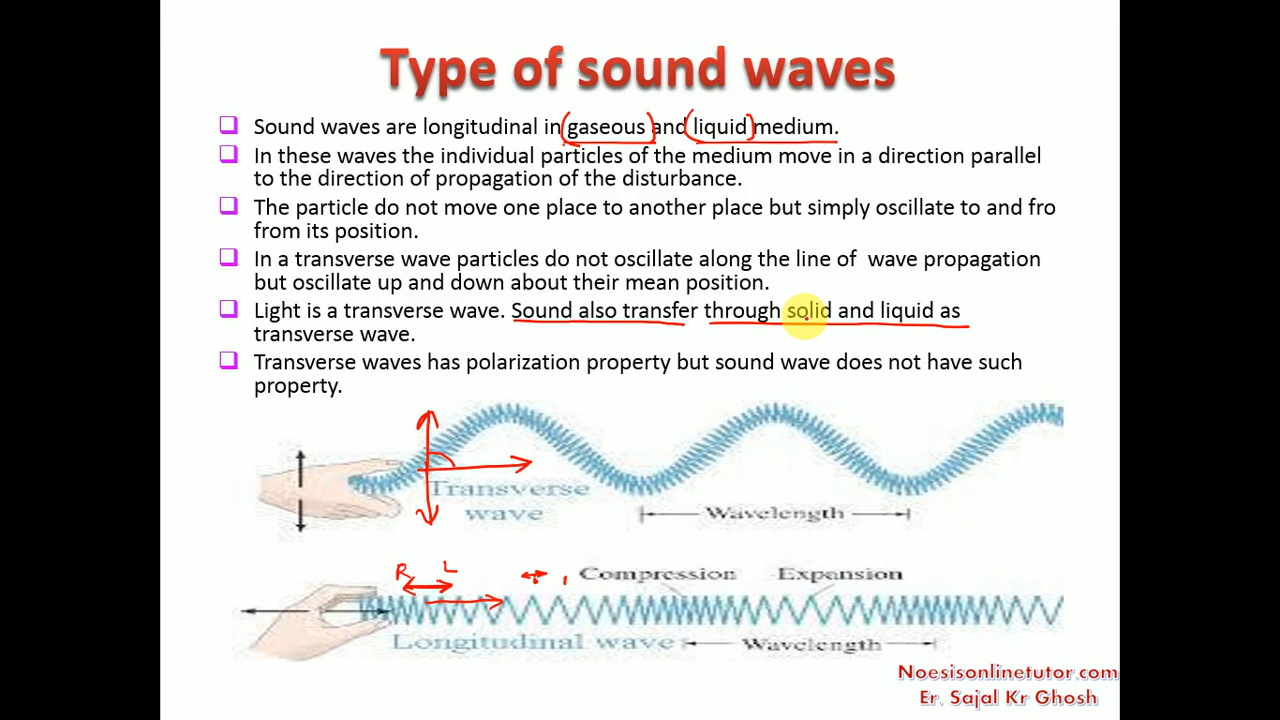 Type of sound waves
Sound waves are longitudinal in gaseous and liquid medium.
In these waves the individual particles of the medium move in a direction parallel
to the direction of propagation of the disturbance.
The particle do not move one place to another place but simply oscillate to and fro
from its position.
In a transverse wave particles do not oscillate along the line of wave propagation
but oscillate up and down about their mean position.
Light is a transverse wave. Sound also transfer through solid and liquid as
transverse wave.
Transverse waves has polarization property but sound wave does not have such
property.
Transverse
wave
Wavelength
R L
Compression Expansion
Longitudinal wave
Wavelength
Noesisonlinetutor.com
Er. Sajal Kr Ghosh